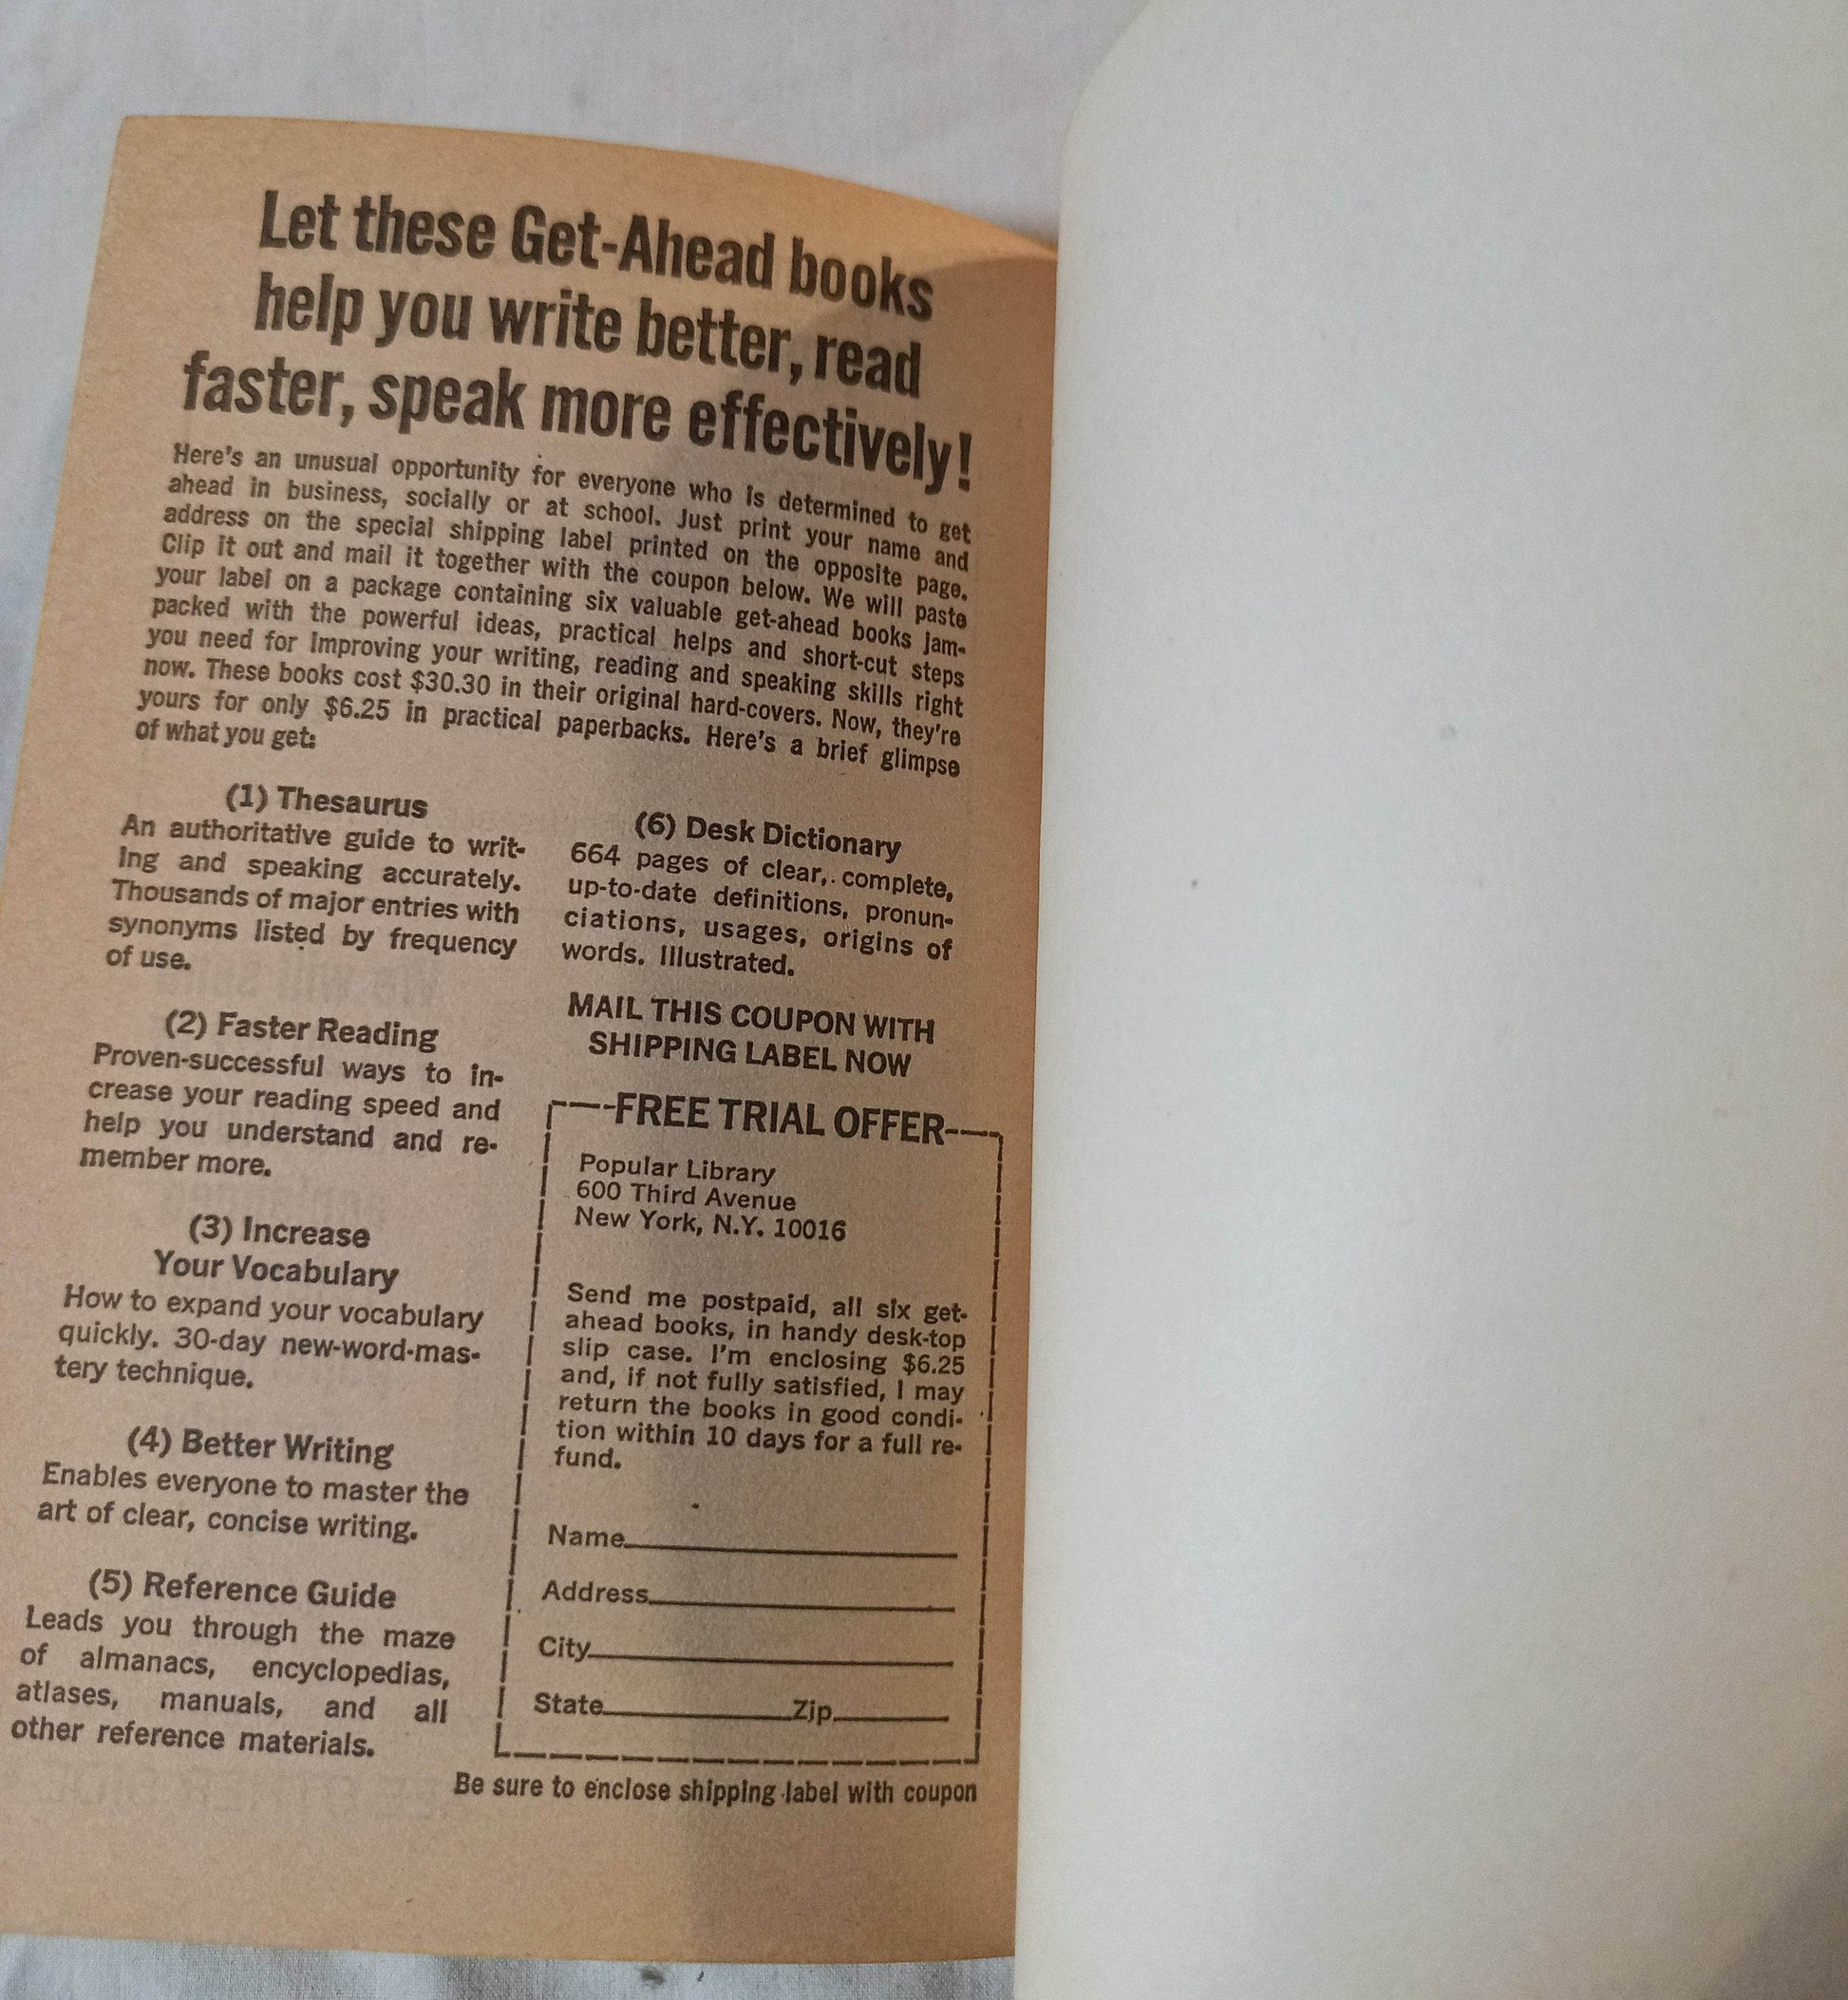 Let these Get-Ahead books
help you write better, read
faster, speak more effectively!
Here's an unusual opportunity for everyone who is determined to get
ahead in business, socially or at school. Just print your name and
address on the special shipping label printed on the opposite page.
Clip it out and mail it together with the coupon below. We will paste
your label on a package containing six valuable get-ahead books jam-
packed with the powerful ideas, practical helps and short-cut steps
you need for improving your writing, reading and speaking skills right
now. These books cost $30.30 in their original hard-covers. Now, they're
yours for only $6.25 in practical paperbacks. Here's a brief glimpse
of what you get:
(1) Thesaurus
An authoritative guide to writ-
ing and speaking accurately.
Thousands of major entries with
synonyms listed by frequency
of use.
(2) Faster Reading
Proven-successful ways to in-
crease your reading speed and
help you understand and re-
member more.
(3) Increase
Your Vocabulary
How to expand your vocabulary
quickly. 30-day new-word-mas-
tery technique.
(4) Better Writing
Enables everyone to master the
art of clear, concise writing.
(5) Reference Guide
Leads you through the maze
of almanacs, encyclopedias,
atlases, manuals, and all
other reference materials.
(6) Desk Dictionary
664 pages of clear, complete,
up-to-date definitions, pronun-
ciations, usages, origins of
words. Illustrated.
MAIL THIS COUPON WITH
SHIPPING LABEL NOW
FREE TRIAL OFFER
Popular Library
600 Third Avenue
New York, N.Y. 10016
Send me postpaid, all six get-
ahead books, in handy desk-top
slip case. I'm enclosing $6.25
and, if not fully satisfied, I may
return the books in good condi-
tion within 10 days for a full re-
fund.
Name
Address
City
State Zip
Be sure to enclose shipping label with coupon